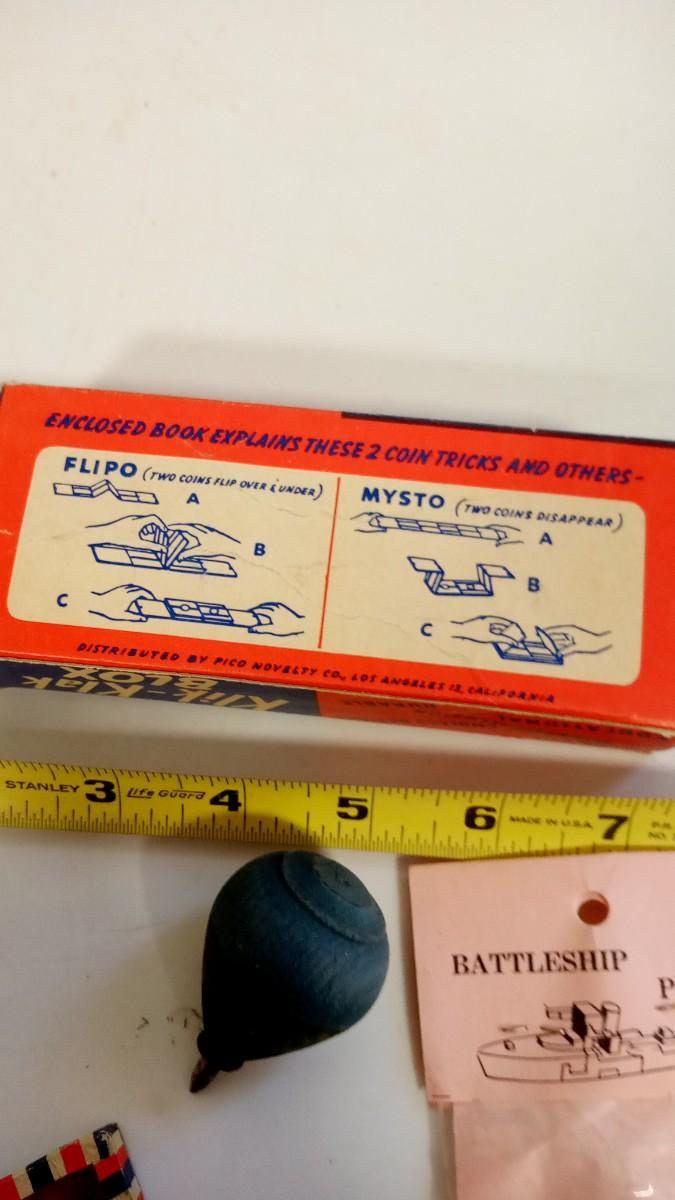 ENCLOSED BOOK EXPLAINS THESE 2 COIN TRICKS AND OTHERS-
FLIPO (TWO COINS FLIP OVER & UNDER)
A
B
C
MYSTO (TWO COINS DISAPPEAR)
A
B
C
DISTRIBUTED BY PICO NOVELTY CO., LOS ANGELES 15, CALIFORNIA
Klik-Klak
BLOX
STANLEY 3 Life Guard 4 5 6 MADE IN U.S.A. 7
NO.
BATTLESHIP
P